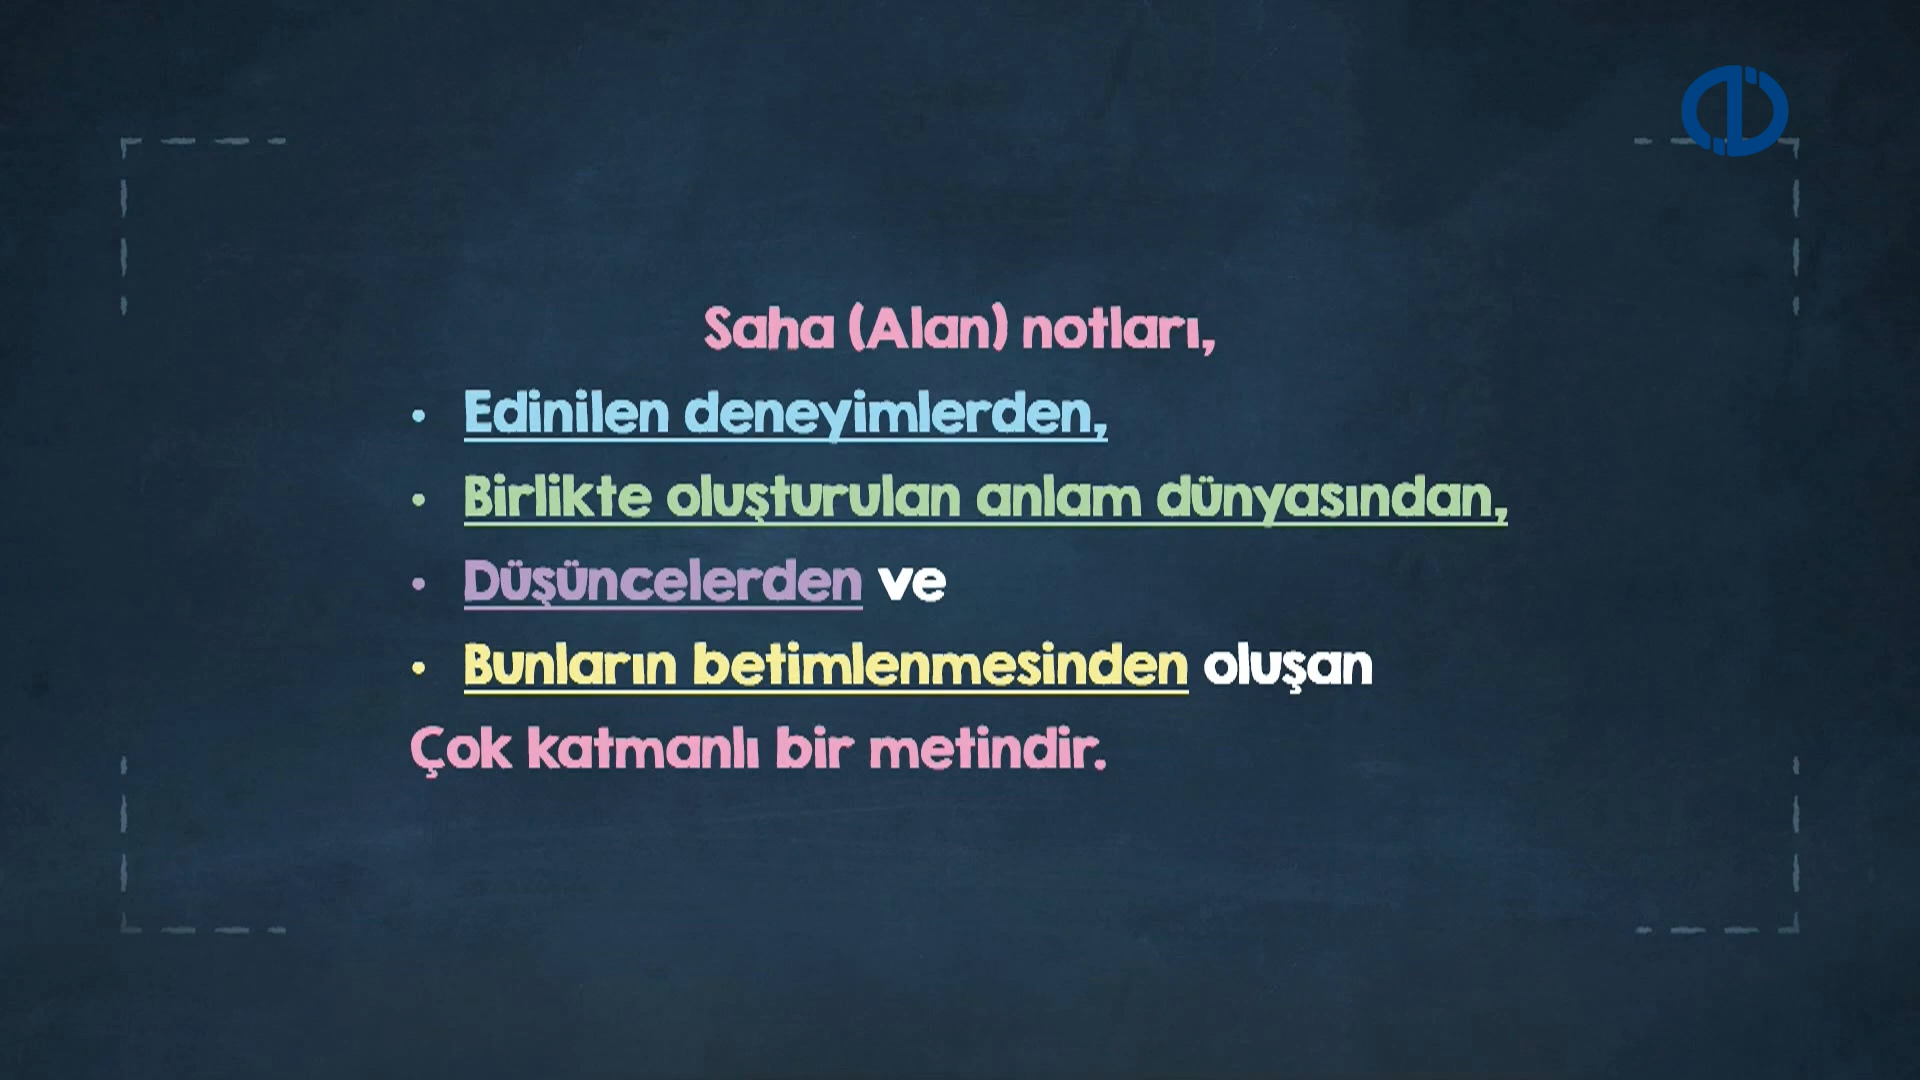 Saha (Alan) notları,
• Edinilen deneyimlerden,
• Birlikte oluşturulan anlam dünyasından,
• Düşüncelerden ve
• Bunların betimlenmesinden oluşan
Çok katmanlı bir metindir.